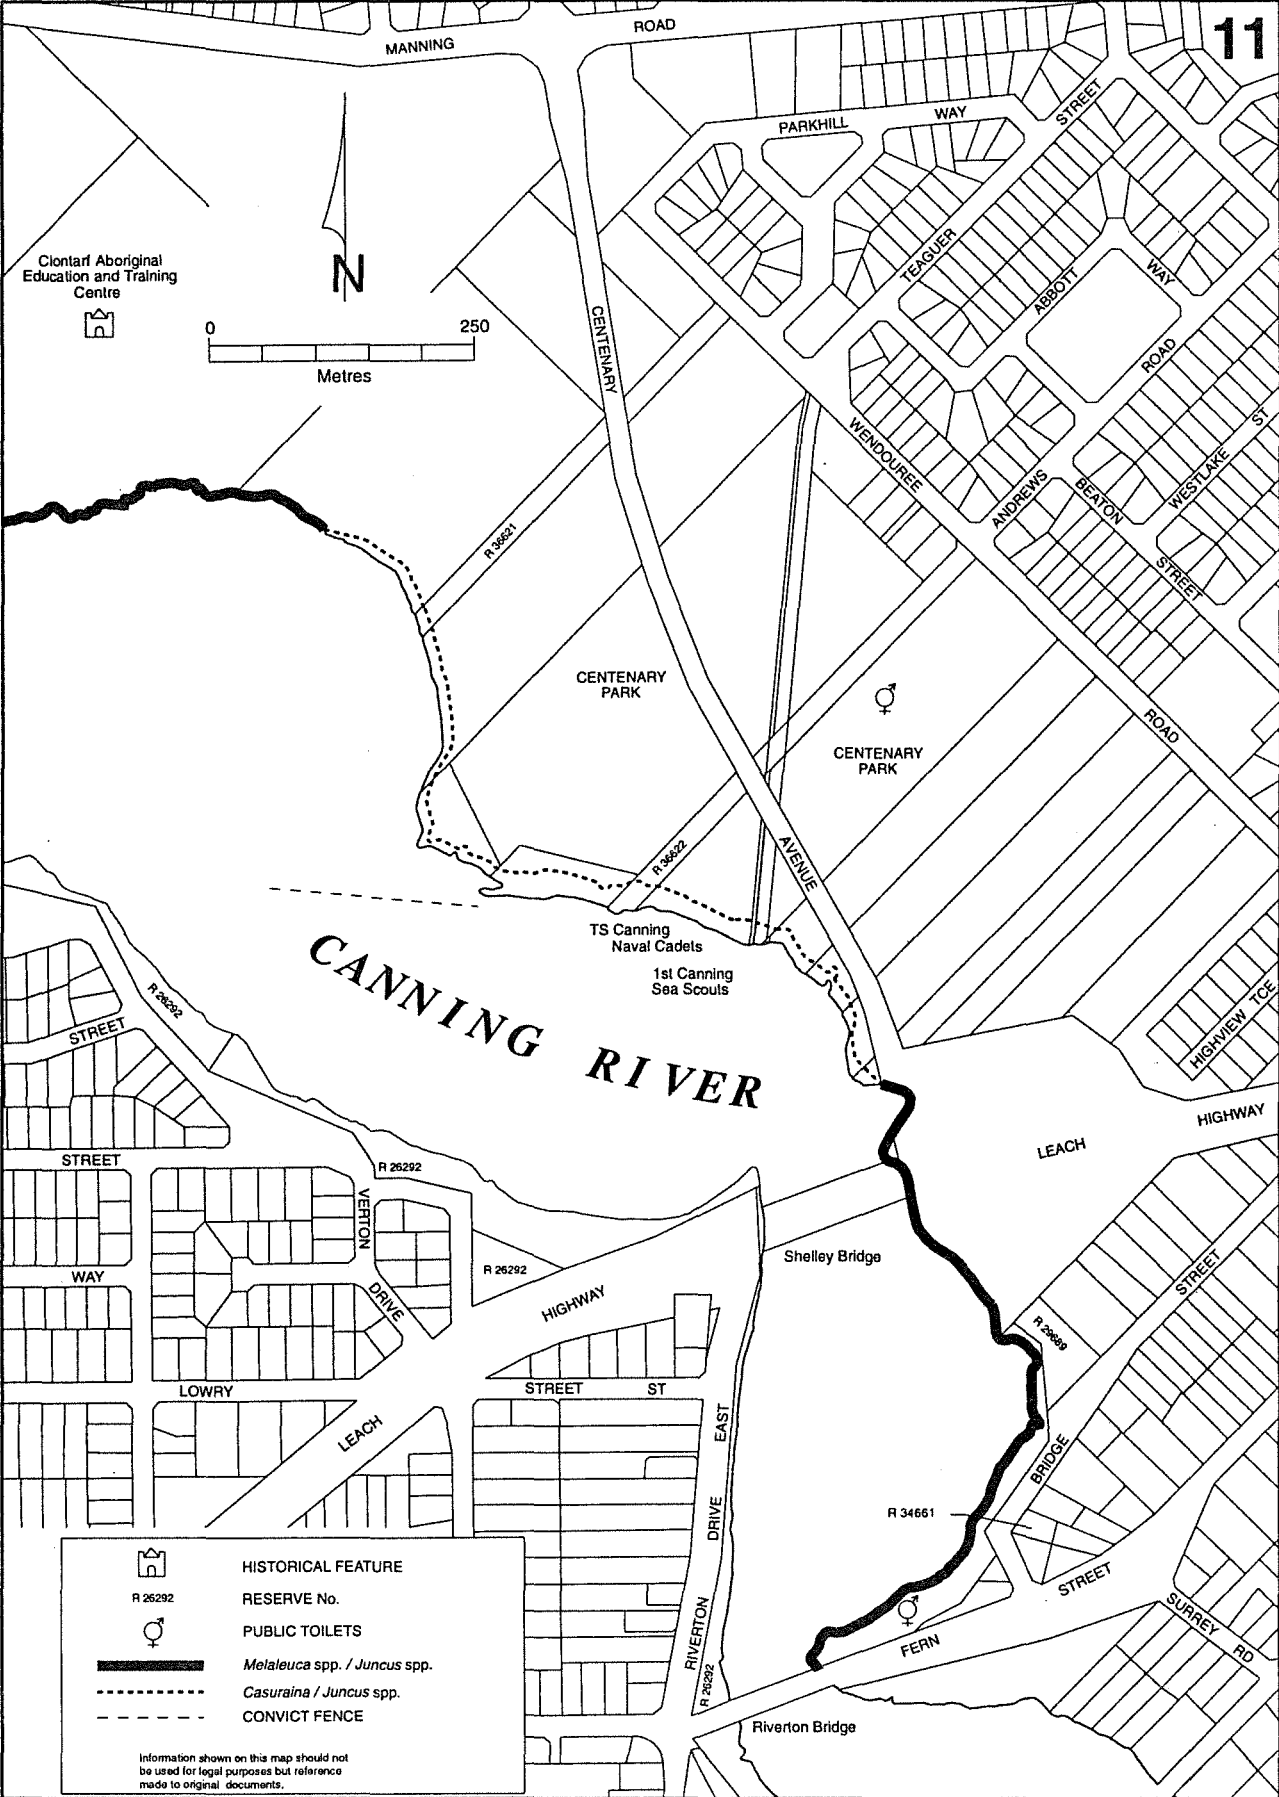 11
MANNING
ROAD
PARKHILL
WAY
STREET
TEAGUER
ABBOTT
WAY
ROAD
Clontarf Aboriginal
Education and Training
Centre
N
0
250
Metres
CENTENARY
WENDOUREE
ANDREWS
BEATON
WESTLAKE
ST
STREET
R 36621
CENTENARY
PARK
CENTENARY
PARK
ROAD
R 36622
AVENUE
TS Canning
Naval Cadets
1st Canning
Sea Scouts
CANNING RIVER
R 26292
STREET
HIGHVIEW TCE
HIGHWAY
LEACH
STREET
R 26292
VERTON
DRIVE
WAY
R 26292
HIGHWAY
Shelley Bridge
STREET
R 29689
LOWRY
STREET
ST
LEACH
EAST
DRIVE
RIVERTON
R 26292
BRIDGE
R 34661
STREET
FERN
SURREY
RD
Riverton Bridge
HISTORICAL FEATURE
R 26292
RESERVE No.
PUBLIC TOILETS
Melaleuca spp. / Juncus spp.
Casuraina / Juncus spp.
CONVICT FENCE
Information shown on this map should not
be used for legal purposes but reference
made to original documents.